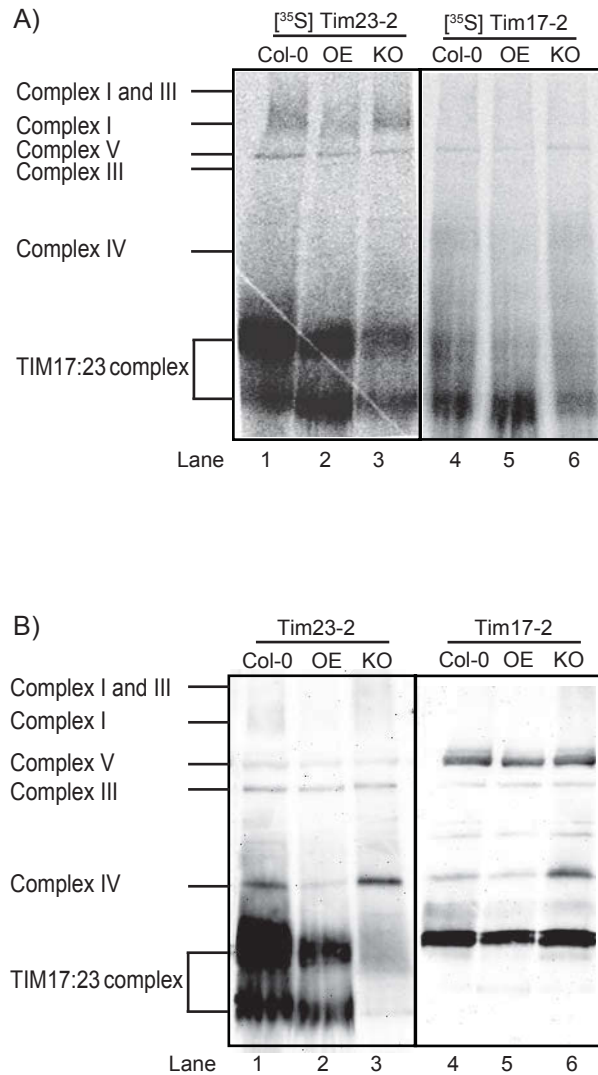 A)
[³⁵S] Tim23-2 [³⁵S] Tim17-2
Col-0 OE KO Col-0 OE KO
Complex I and III
Complex I
Complex V
Complex III
Complex IV
TIM17:23 complex
Lane 1 2 3 4 5 6
B)
Tim23-2 Tim17-2
Col-0 OE KO Col-0 OE KO
Complex I and III
Complex I
Complex V
Complex III
Complex IV
TIM17:23 complex
Lane 1 2 3 4 5 6